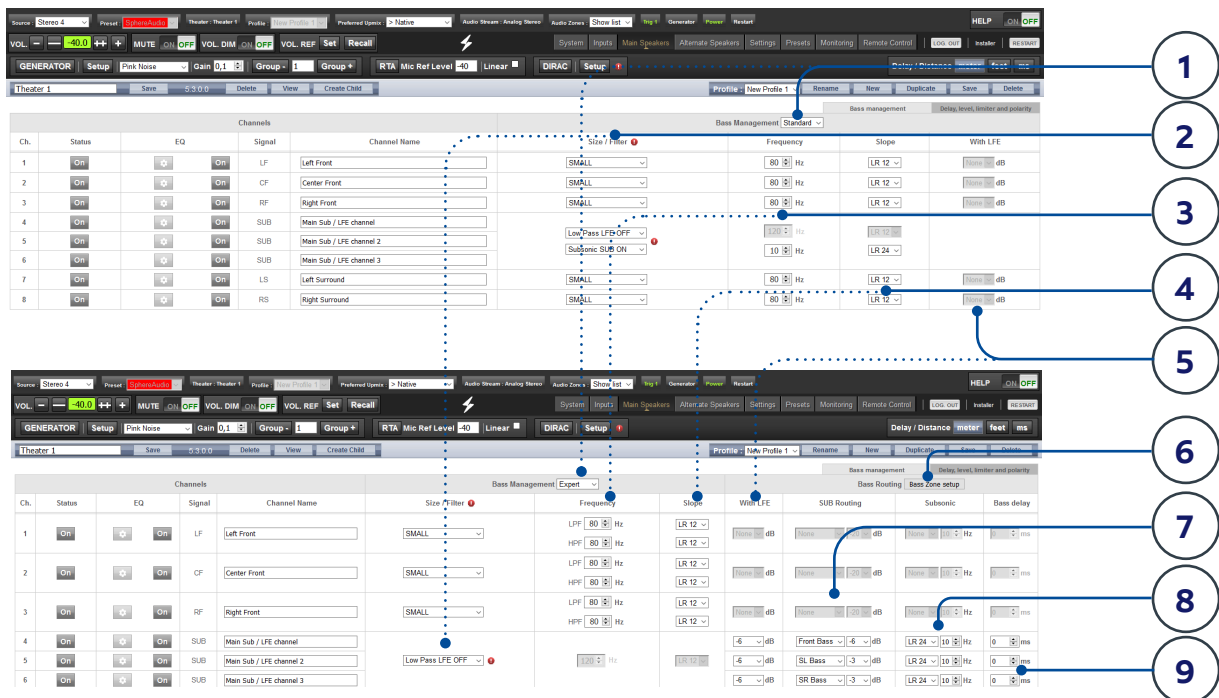 Source : Stereo 4 Preset : SphereAudio Theater : Theater 1 Profile : New Profile 1 Preferred Upmix : > Native Audio Stream : Analog Stereo Audio Zones : Show list Trig 1 Generator Power Restart HELP ON OFF
VOL. - - -40.0 ++ + MUTE ON OFF VOL. DIM ON OFF VOL. REF Set Recall System Inputs Main Speakers Alternate Speakers Settings Presets Monitoring Remote Control LOG. OUT Installer RESTART
GENERATOR Setup Pink Noise Gain 0,1 Group - 1 Group + RTA Mic Ref Level -40 Linear DIRAC Setup Delay / Distance meter feet ms
1
Theater 1 Save 5.3.0.0 Delete View Create Child Profile : New Profile 1 Rename New Duplicate Save Delete
Bass management Delay, level, limiter and polarity
Channels Bass Management Standard
2
Ch. Status EQ Signal Channel Name Size / Filter Frequency Slope With LFE
1 On On LF Left Front SMALL 80 Hz LR 12 None dB
2 On On CF Center Front SMALL 80 Hz LR 12 None dB
3 On On RF Right Front SMALL 80 Hz LR 12 None dB
3
4 On On SUB Main Sub / LFE channel
Low Pass LFE OFF 120 Hz LR 12
5 On On SUB Main Sub / LFE channel 2
Subsonic SUB ON 10 Hz LR 24
6 On On SUB Main Sub / LFE channel 3
7 On On LS Left Surround SMALL 80 Hz LR 12 None dB
4
8 On On RS Right Surround SMALL 80 Hz LR 12 None dB
5
Source : Stereo 4 Preset : SphereAudio Theater : Theater 1 Profile : New Profile 1 Preferred Upmix : > Native Audio Stream : Analog Stereo Audio Zones : Show list Trig 1 Generator Power Restart HELP ON OFF
VOL. - - -40.0 ++ + MUTE ON OFF VOL. DIM ON OFF VOL. REF Set Recall System Inputs Main Speakers Alternate Speakers Settings Presets Monitoring Remote Control LOG. OUT Installer RESTART
GENERATOR Setup Pink Noise Gain 0,1 Group - 1 Group + RTA Mic Ref Level -40 Linear DIRAC Setup Delay / Distance meter feet ms
Theater 1 Save 5.3.0.0 Delete View Create Child Profile : New Profile 1 Rename New Duplicate Save Delete
6
Bass management Delay, level, limiter and polarity
Channels Bass Management Expert Bass Routing Bass Zone setup
Ch. Status EQ Signal Channel Name Size / Filter Frequency Slope With LFE SUB Routing Subsonic Bass delay
LPF 80 Hz LR 12
7
1 On On LF Left Front SMALL None dB None -20 dB None 10 Hz 0 ms
HPF 80 Hz LR 12
LPF 80 Hz LR 12
2 On On CF Center Front SMALL None dB None -20 dB None 10 Hz 0 ms
HPF 80 Hz LR 12
8
LPF 80 Hz LR 12
3 On On RF Right Front SMALL None dB None -20 dB None 10 Hz 0 ms
HPF 80 Hz LR 12
4 On On SUB Main Sub / LFE channel -6 dB Front Bass -6 dB LR 24 10 Hz 0 ms
5 On On SUB Main Sub / LFE channel 2 Low Pass LFE OFF 120 Hz LR 12 -6 dB SL Bass -3 dB LR 24 10 Hz 0 ms
9
6 On On SUB Main Sub / LFE channel 3 -6 dB SR Bass -3 dB LR 24 10 Hz 0 ms